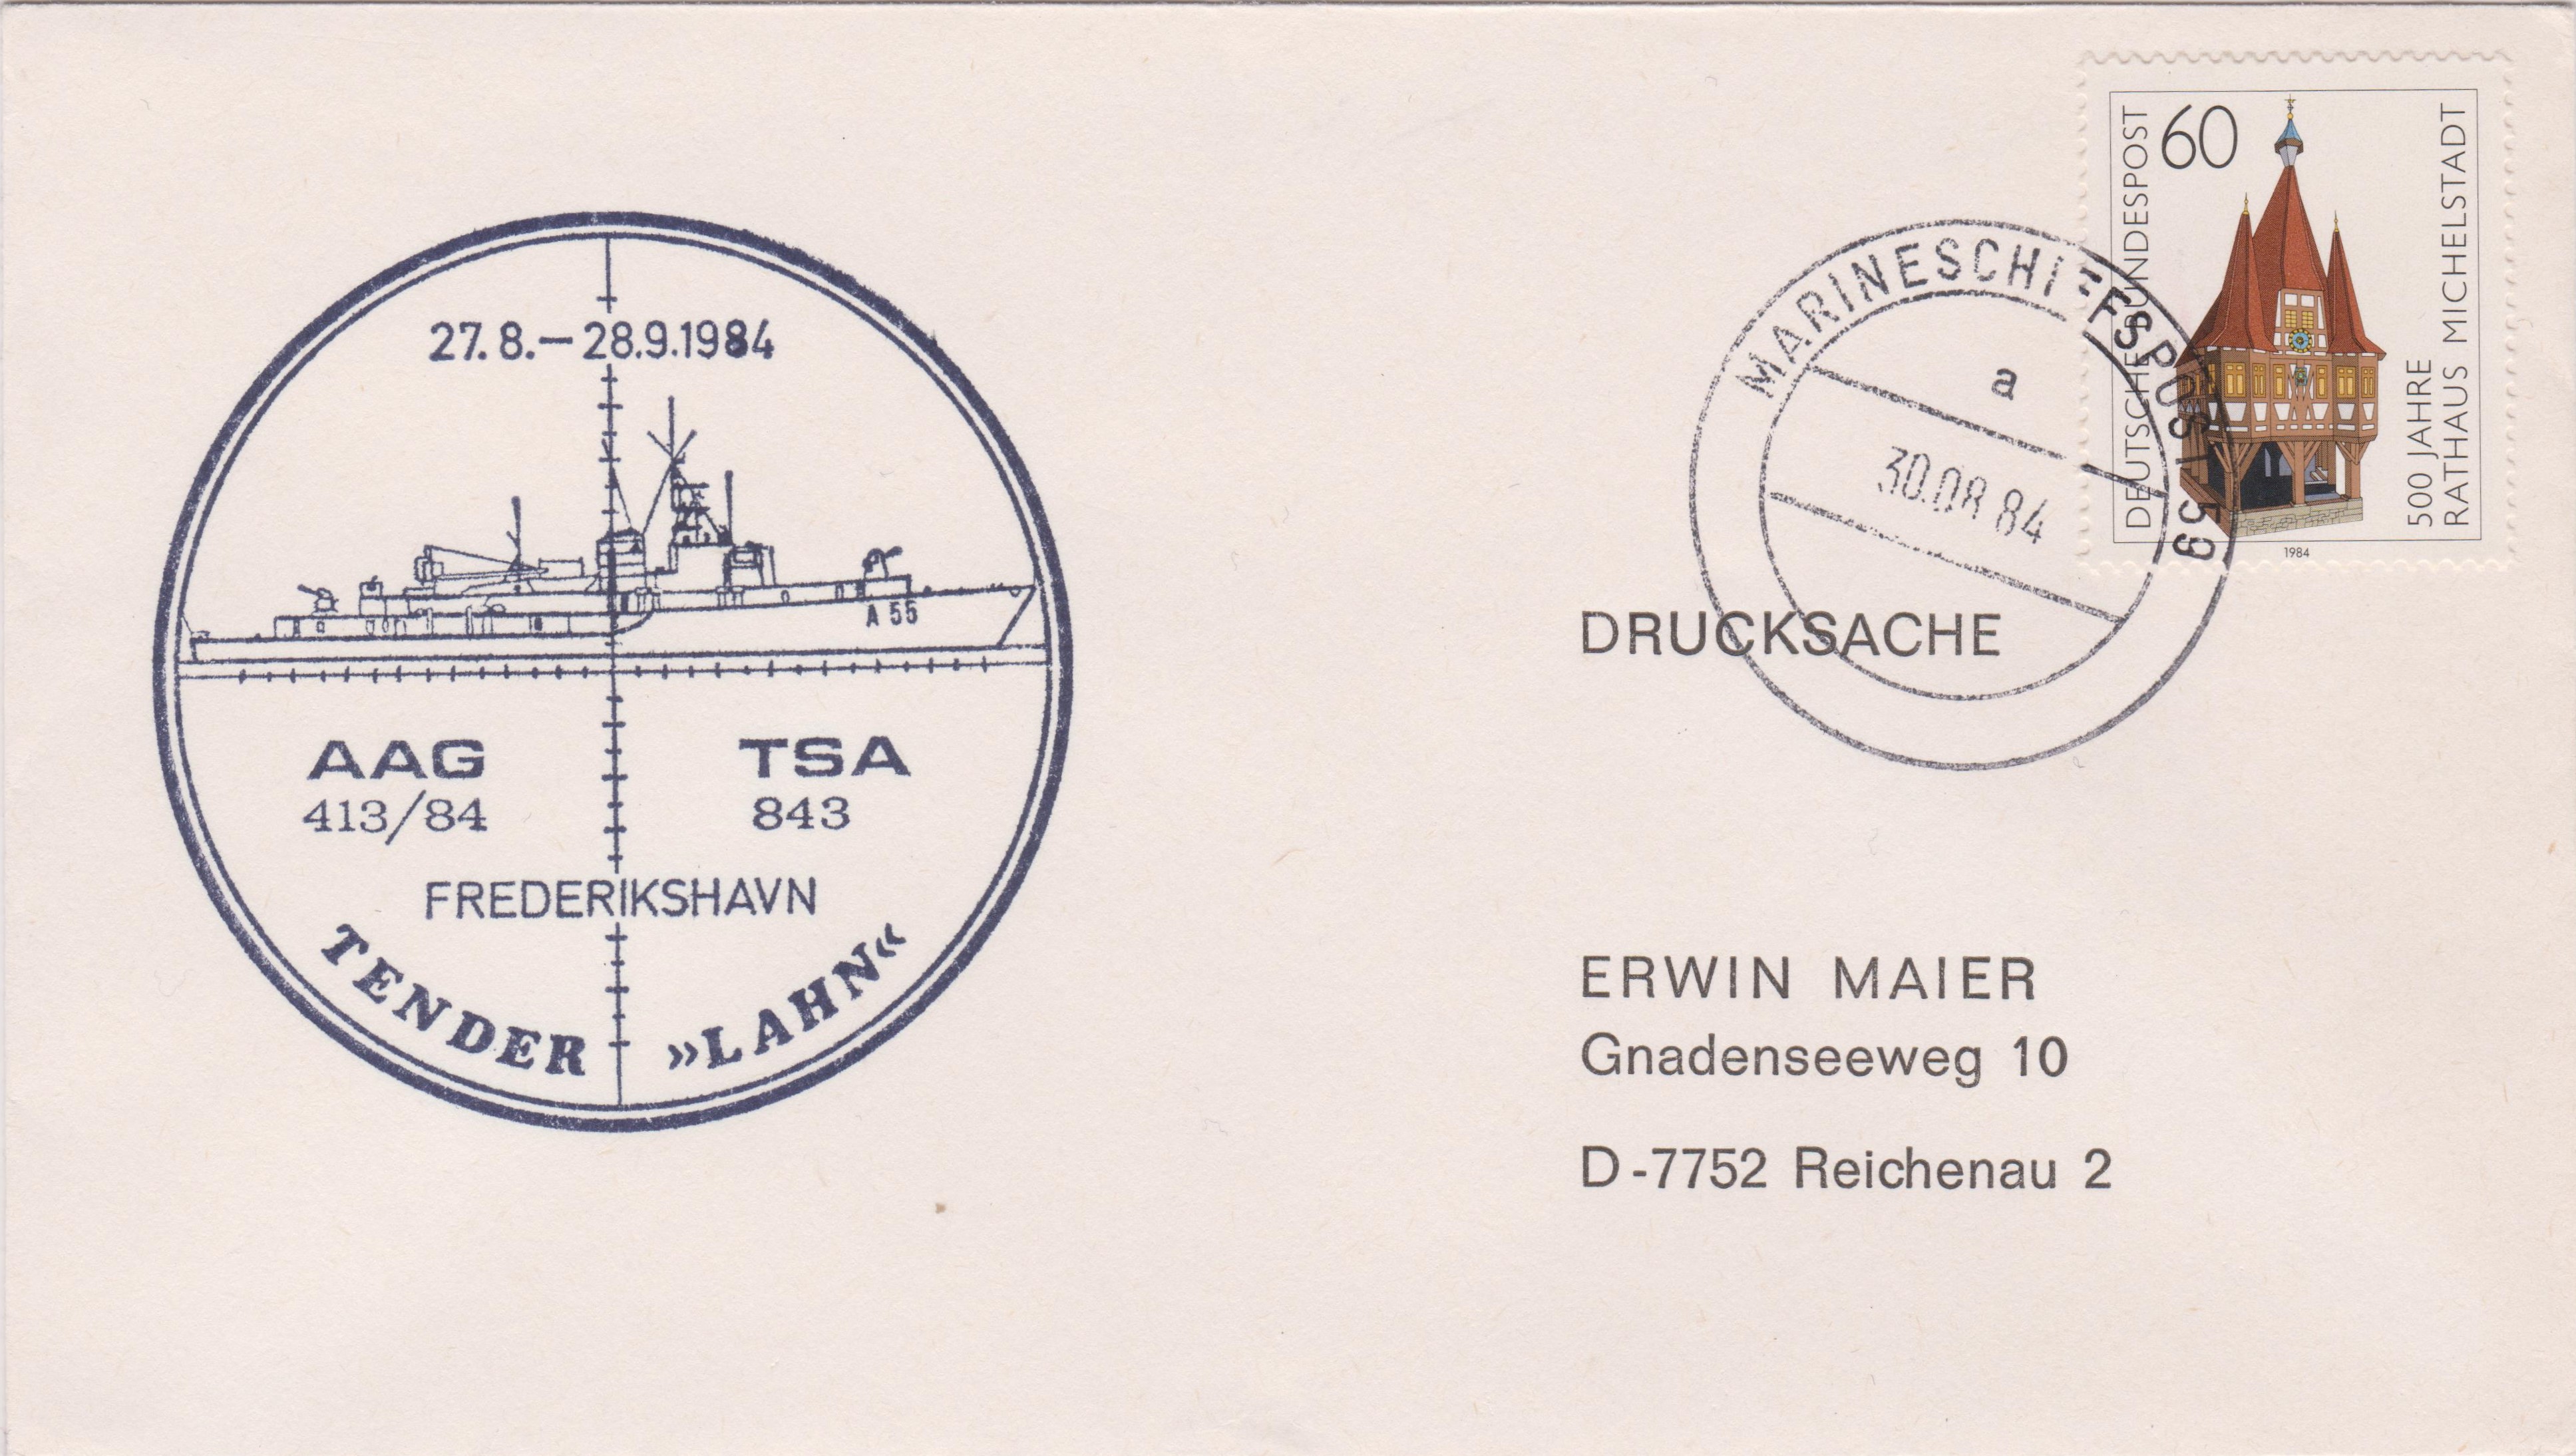 27.8.—28.9.1984
A 55
AAG
413/84
TSA
843
FREDERIKSHAVN
TENDER »LAHN«
MARINESCHIFFSPOST 59
a
30.08 84
DEUTSCHE BUNDESPOST
60
500 JAHRE
RATHAUS MICHELSTADT
1984
DRUCKSACHE
ERWIN MAIER
Gnadenseeweg 10
D-7752 Reichenau 2